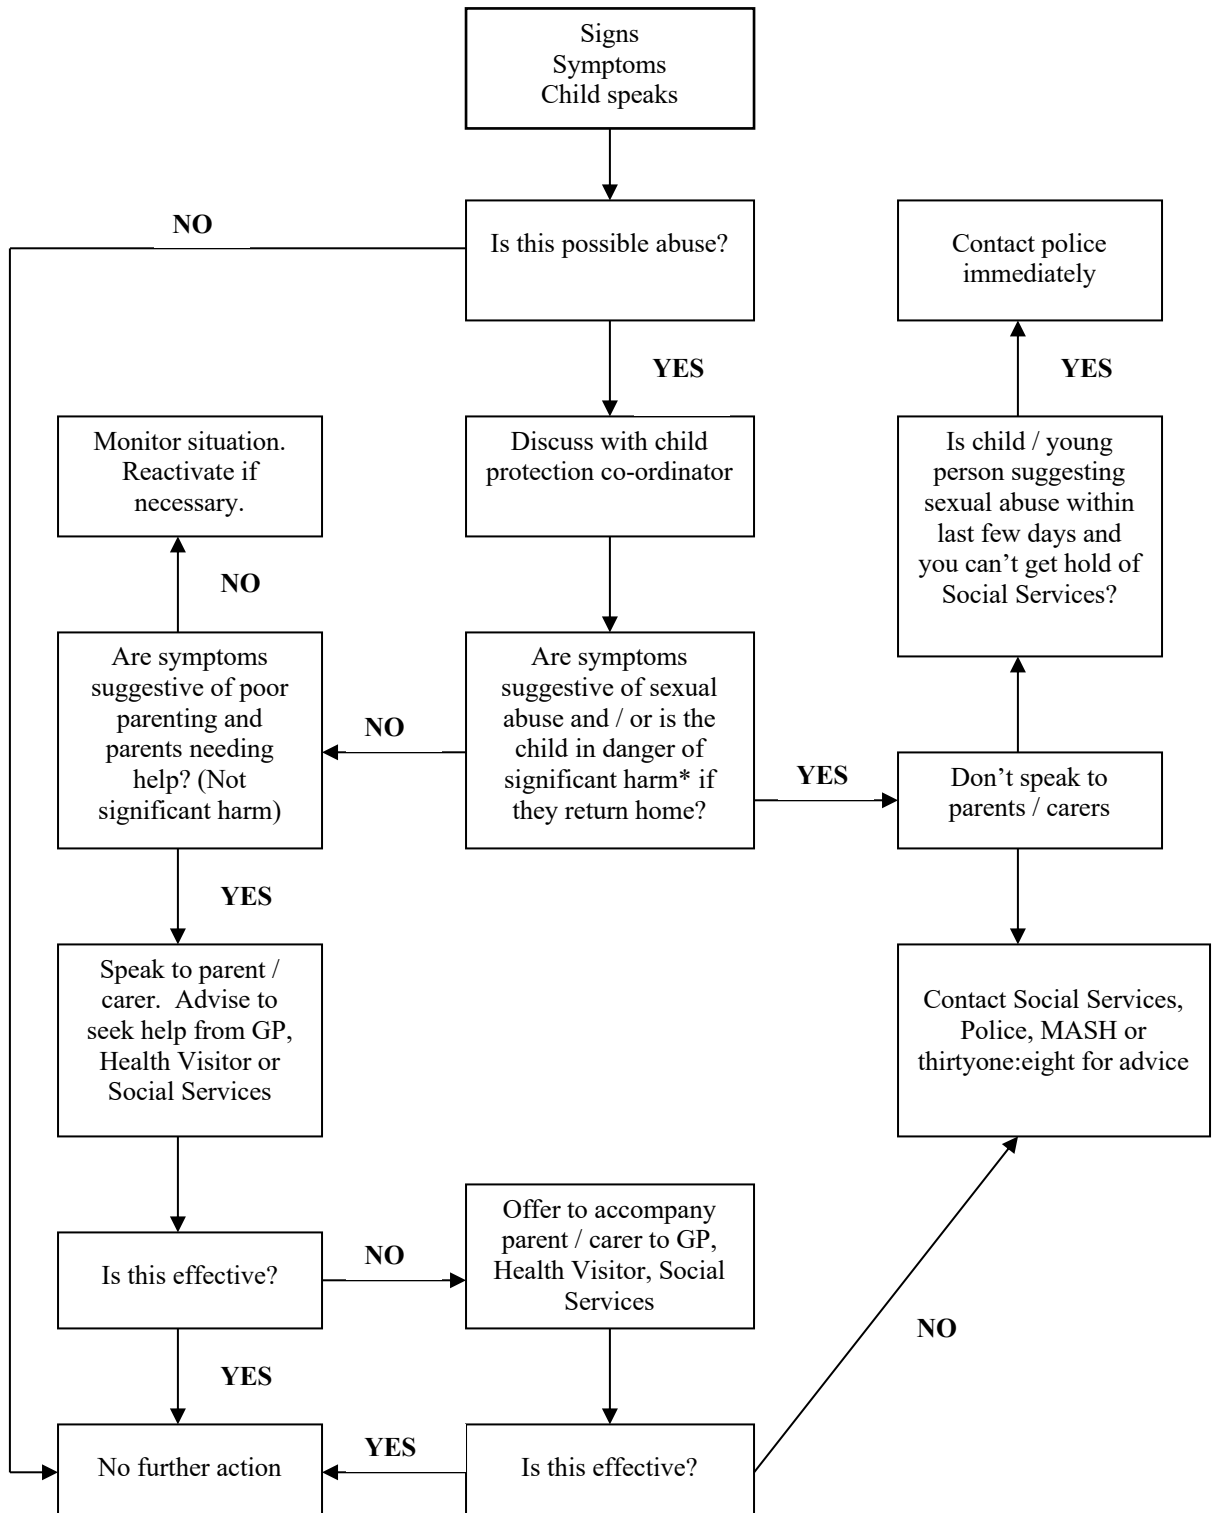 Signs
Symptoms
Child speaks
NO
Is this possible abuse?
Contact police
immediately
YES
YES
Monitor situation.
Reactivate if
necessary.
Discuss with child
protection co-ordinator
Is child / young
person suggesting
sexual abuse within
last few days and
you can’t get hold of
Social Services?
NO
Are symptoms
suggestive of poor
parenting and
parents needing
help? (Not
significant harm)
NO
Are symptoms
suggestive of sexual
abuse and / or is the
child in danger of
significant harm* if
they return home?
YES
Don’t speak to
parents / carers
YES
Speak to parent /
carer.  Advise to
seek help from GP,
Health Visitor or
Social Services
Contact Social Services,
Police, MASH or
thirtyone:eight for advice
Is this effective?
NO
Offer to accompany
parent / carer to GP,
Health Visitor, Social
Services
NO
YES
No further action
YES
Is this effective?